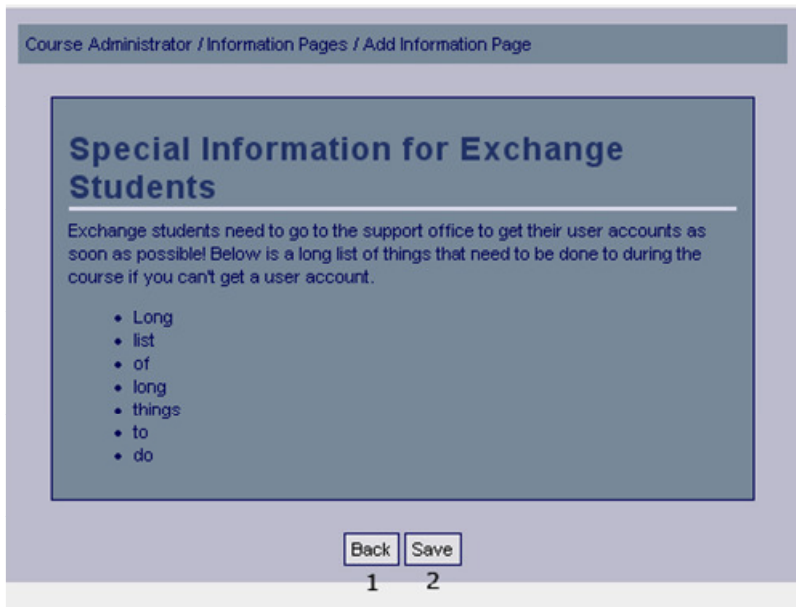 Course Administrator / Information Pages / Add Information Page
Special Information for Exchange
Students
Exchange students need to go to the support office to get their user accounts as
soon as possible! Below is a long list of things that need to be done to during the
course if you can't get a user account.
• Long
• list
• of
• long
• things
• to
• do
Back Save
1 2